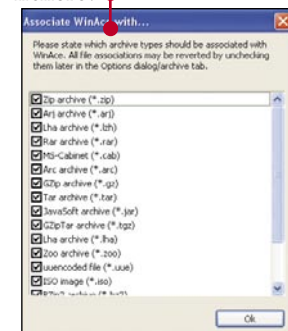 Associate WinAce with...
Please state which archive types should be associated with
WinAce. All file associations may be reverted by unchecking
them later in the Options dialog/archive tab.
Zip archive (*.zip)
Arj archive (*.arj)
Lha archive (*.lzh)
Rar archive (*.rar)
MS-Cabinet (*.cab)
Arc archive (*.arc)
GZip archive (*.gz)
Tar archive (*.tar)
JavaSoft archive (*.jar)
GZipTar archive (*.tgz)
Lha archive (*.lha)
Zoo archive (*.zoo)
uuencoded file (*.uue)
ISO image (*.iso)
BZip2 archive (*.bz2)
Ok